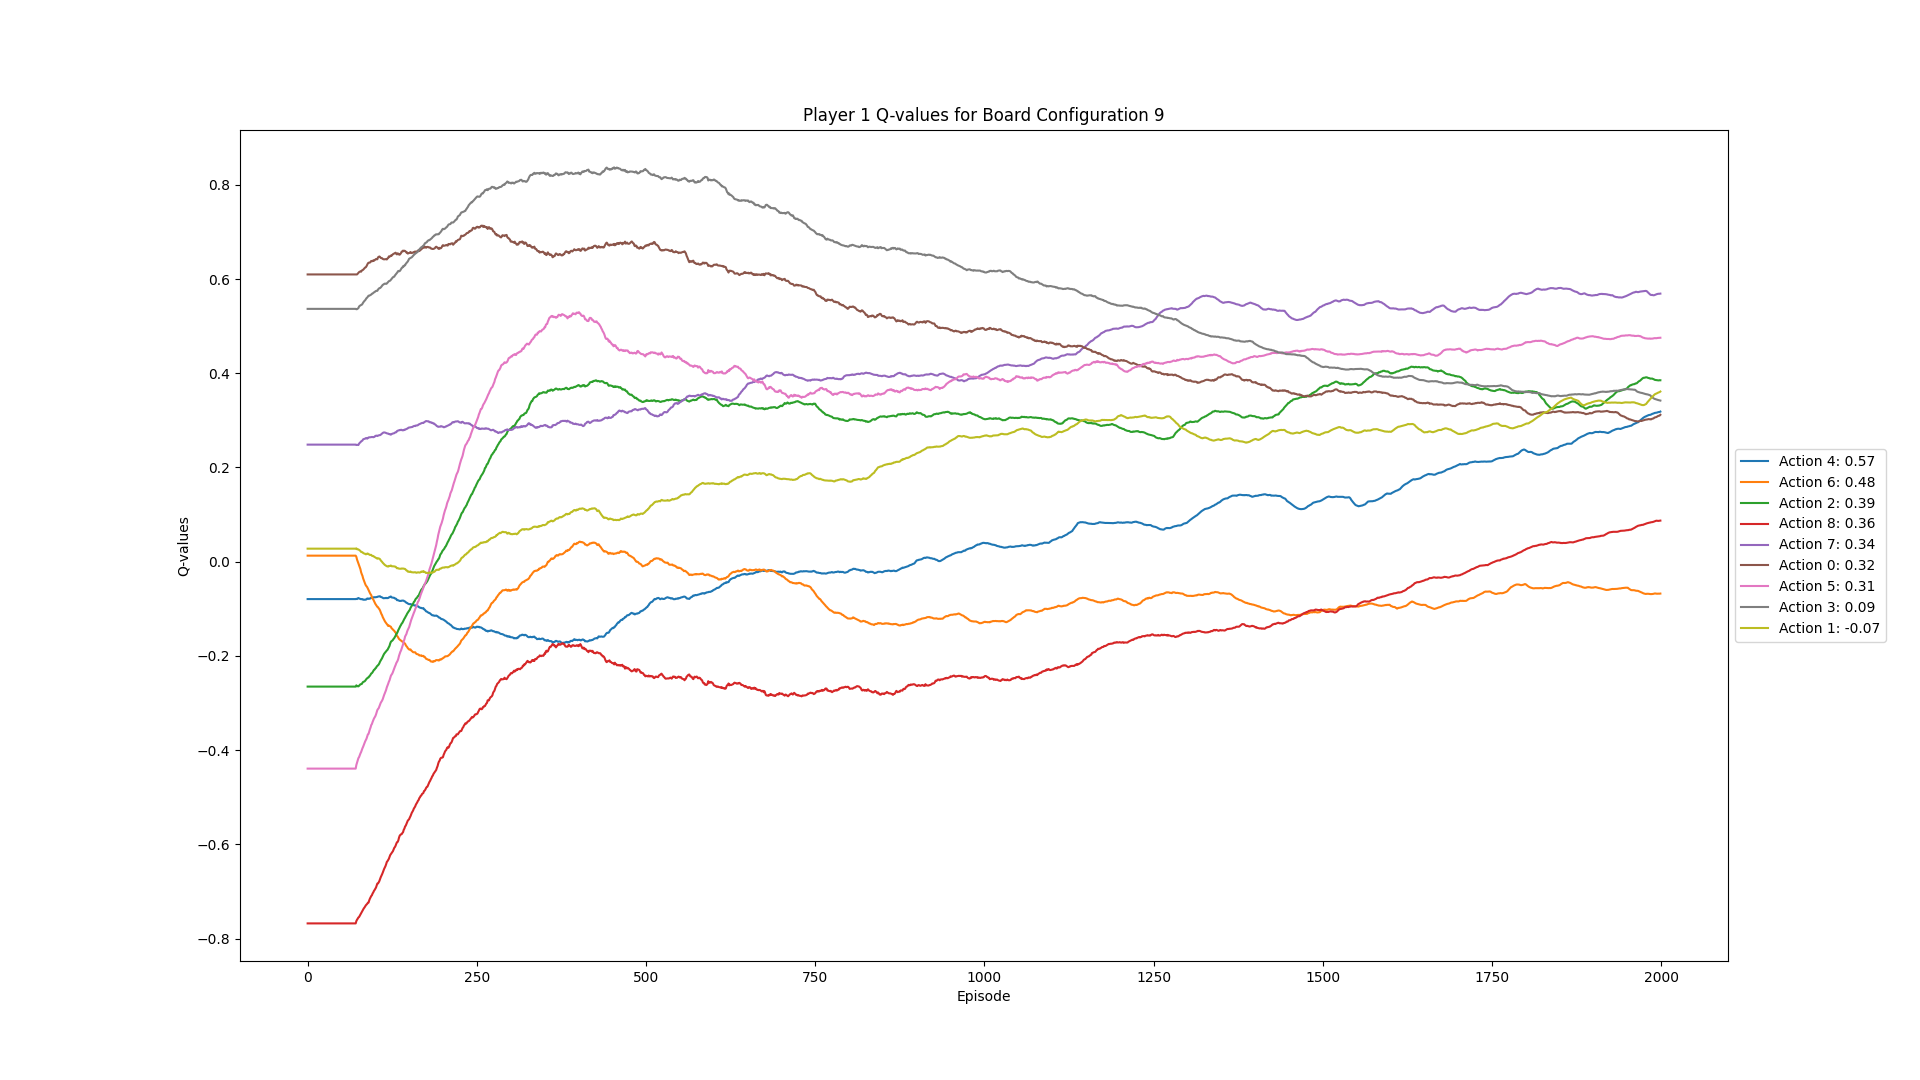 Player 1 Q-values for Board Configuration 9
Q-values
0.8
0.6
0.4
0.2
0.0
−0.2
−0.4
−0.6
−0.8
0
250
500
750
1000
1250
1500
1750
2000
Episode
Action 4: 0.57
Action 6: 0.48
Action 2: 0.39
Action 8: 0.36
Action 7: 0.34
Action 0: 0.32
Action 5: 0.31
Action 3: 0.09
Action 1: -0.07